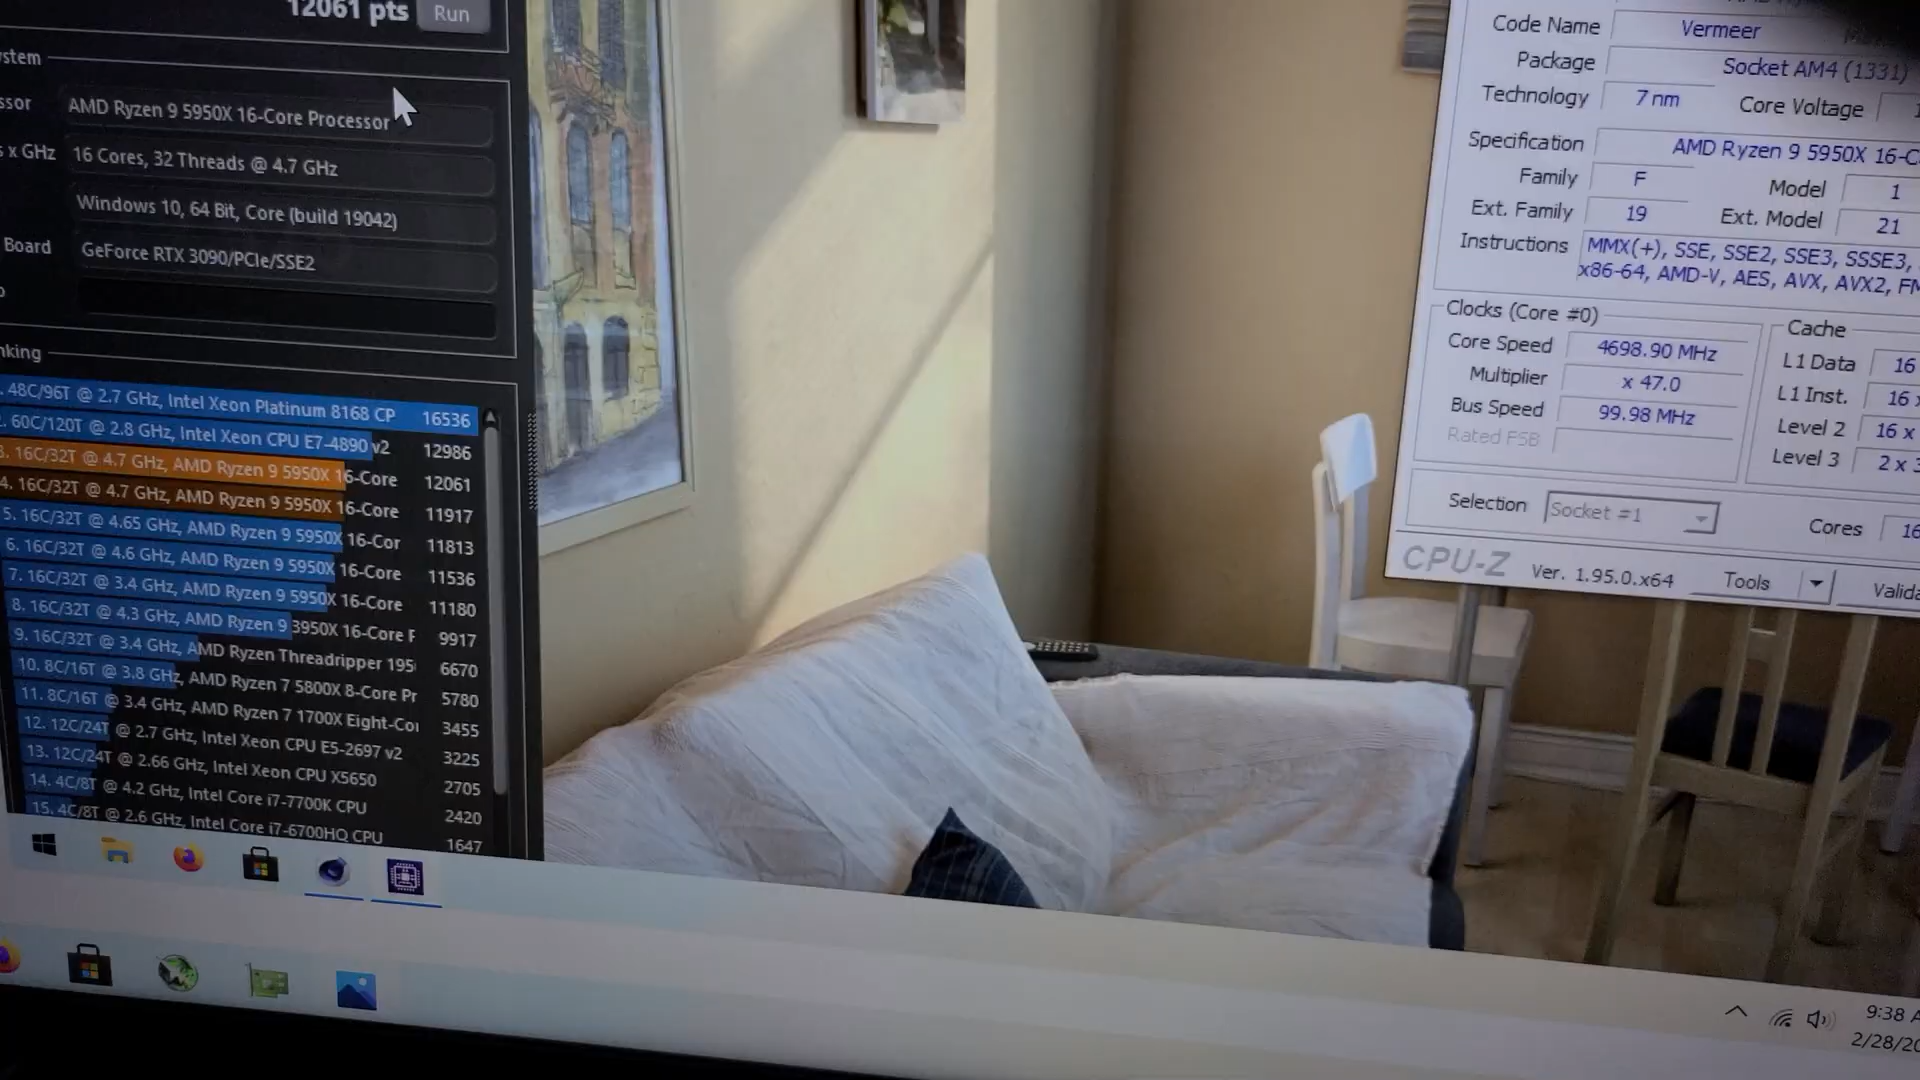 12061 pts
Run
ystem
ssor
AMD Ryzen 9 5950X 16-Core Processor
s x GHz
16 Cores, 32 Threads @ 4.7 GHz
Windows 10, 64 Bit, Core (build 19042)
Board
GeForce RTX 3090/PCIe/SSE2
o
nking
. 48C/96T @ 2.7 GHz, Intel Xeon Platinum 8168 CP 16536
2. 60C/120T @ 2.8 GHz, Intel Xeon CPU E7-4890 v2 12986
3. 16C/32T @ 4.7 GHz, AMD Ryzen 9 5950X 16-Core 12061
4. 16C/32T @ 4.7 GHz, AMD Ryzen 9 5950X 16-Core 11917
5. 16C/32T @ 4.65 GHz, AMD Ryzen 9 5950X 16-Cor 11813
6. 16C/32T @ 4.6 GHz, AMD Ryzen 9 5950X 16-Core 11536
7. 16C/32T @ 3.4 GHz, AMD Ryzen 9 5950X 16-Core 11180
8. 16C/32T @ 4.3 GHz, AMD Ryzen 9 3950X 16-Core F 9917
9. 16C/32T @ 3.4 GHz, AMD Ryzen Threadripper 195 6670
10. 8C/16T @ 3.8 GHz, AMD Ryzen 7 5800X 8-Core Pr 5780
11. 8C/16T @ 3.4 GHz, AMD Ryzen 7 1700X Eight-Co 3455
12. 12C/24T @ 2.7 GHz, Intel Xeon CPU E5-2697 v2 3225
13. 12C/24T @ 2.66 GHz, Intel Xeon CPU X5650 2705
14. 4C/8T @ 4.2 GHz, Intel Core i7-7700K CPU 2420
15. 4C/8T @ 2.6 GHz, Intel Core i7-6700HQ CPU 1647
Code Name Vermeer
Package Socket AM4 (1331)
Technology 7 nm Core Voltage 1
Specification AMD Ryzen 9 5950X 16-C
Family F Model 1
Ext. Family 19 Ext. Model 21
Instructions MMX(+), SSE, SSE2, SSE3, SSSE3,
x86-64, AMD-V, AES, AVX, AVX2, FM
Clocks (Core #0)
Core Speed 4698.90 MHz
Multiplier x 47.0
Bus Speed 99.98 MHz
Rated FSB
Cache
L1 Data 16
L1 Inst. 16 x
Level 2 16 x
Level 3 2 x 3
Selection Socket #1 Cores 16
CPU-Z Ver. 1.95.0.x64 Tools Valida
9:38 A
2/28/20